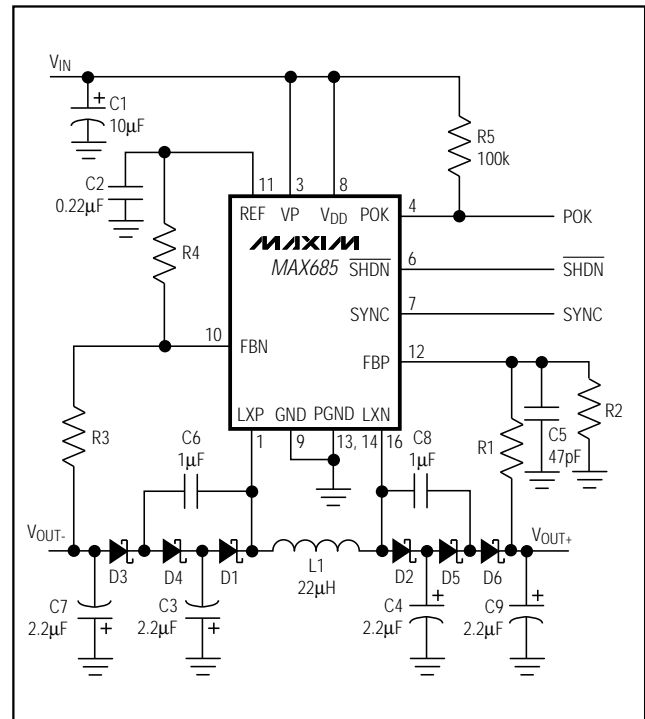 VIN
C1
10µF
R5
100k
C2
0.22µF
11
3
8
REF
VP
VDD
POK
4
POK
R4
MAXIM
MAX685
SHDN
6
SHDN
SYNC
7
SYNC
10
FBN
FBP
12
R3
LXP
GND
PGND
LXN
1
9
13, 14
16
C6
1µF
C8
1µF
R1
C5
47pF
R2
VOUT-
D3
D4
D1
L1
22µH
D2
D5
D6
VOUT+
C7
2.2µF
C3
2.2µF
C4
2.2µF
C9
2.2µF